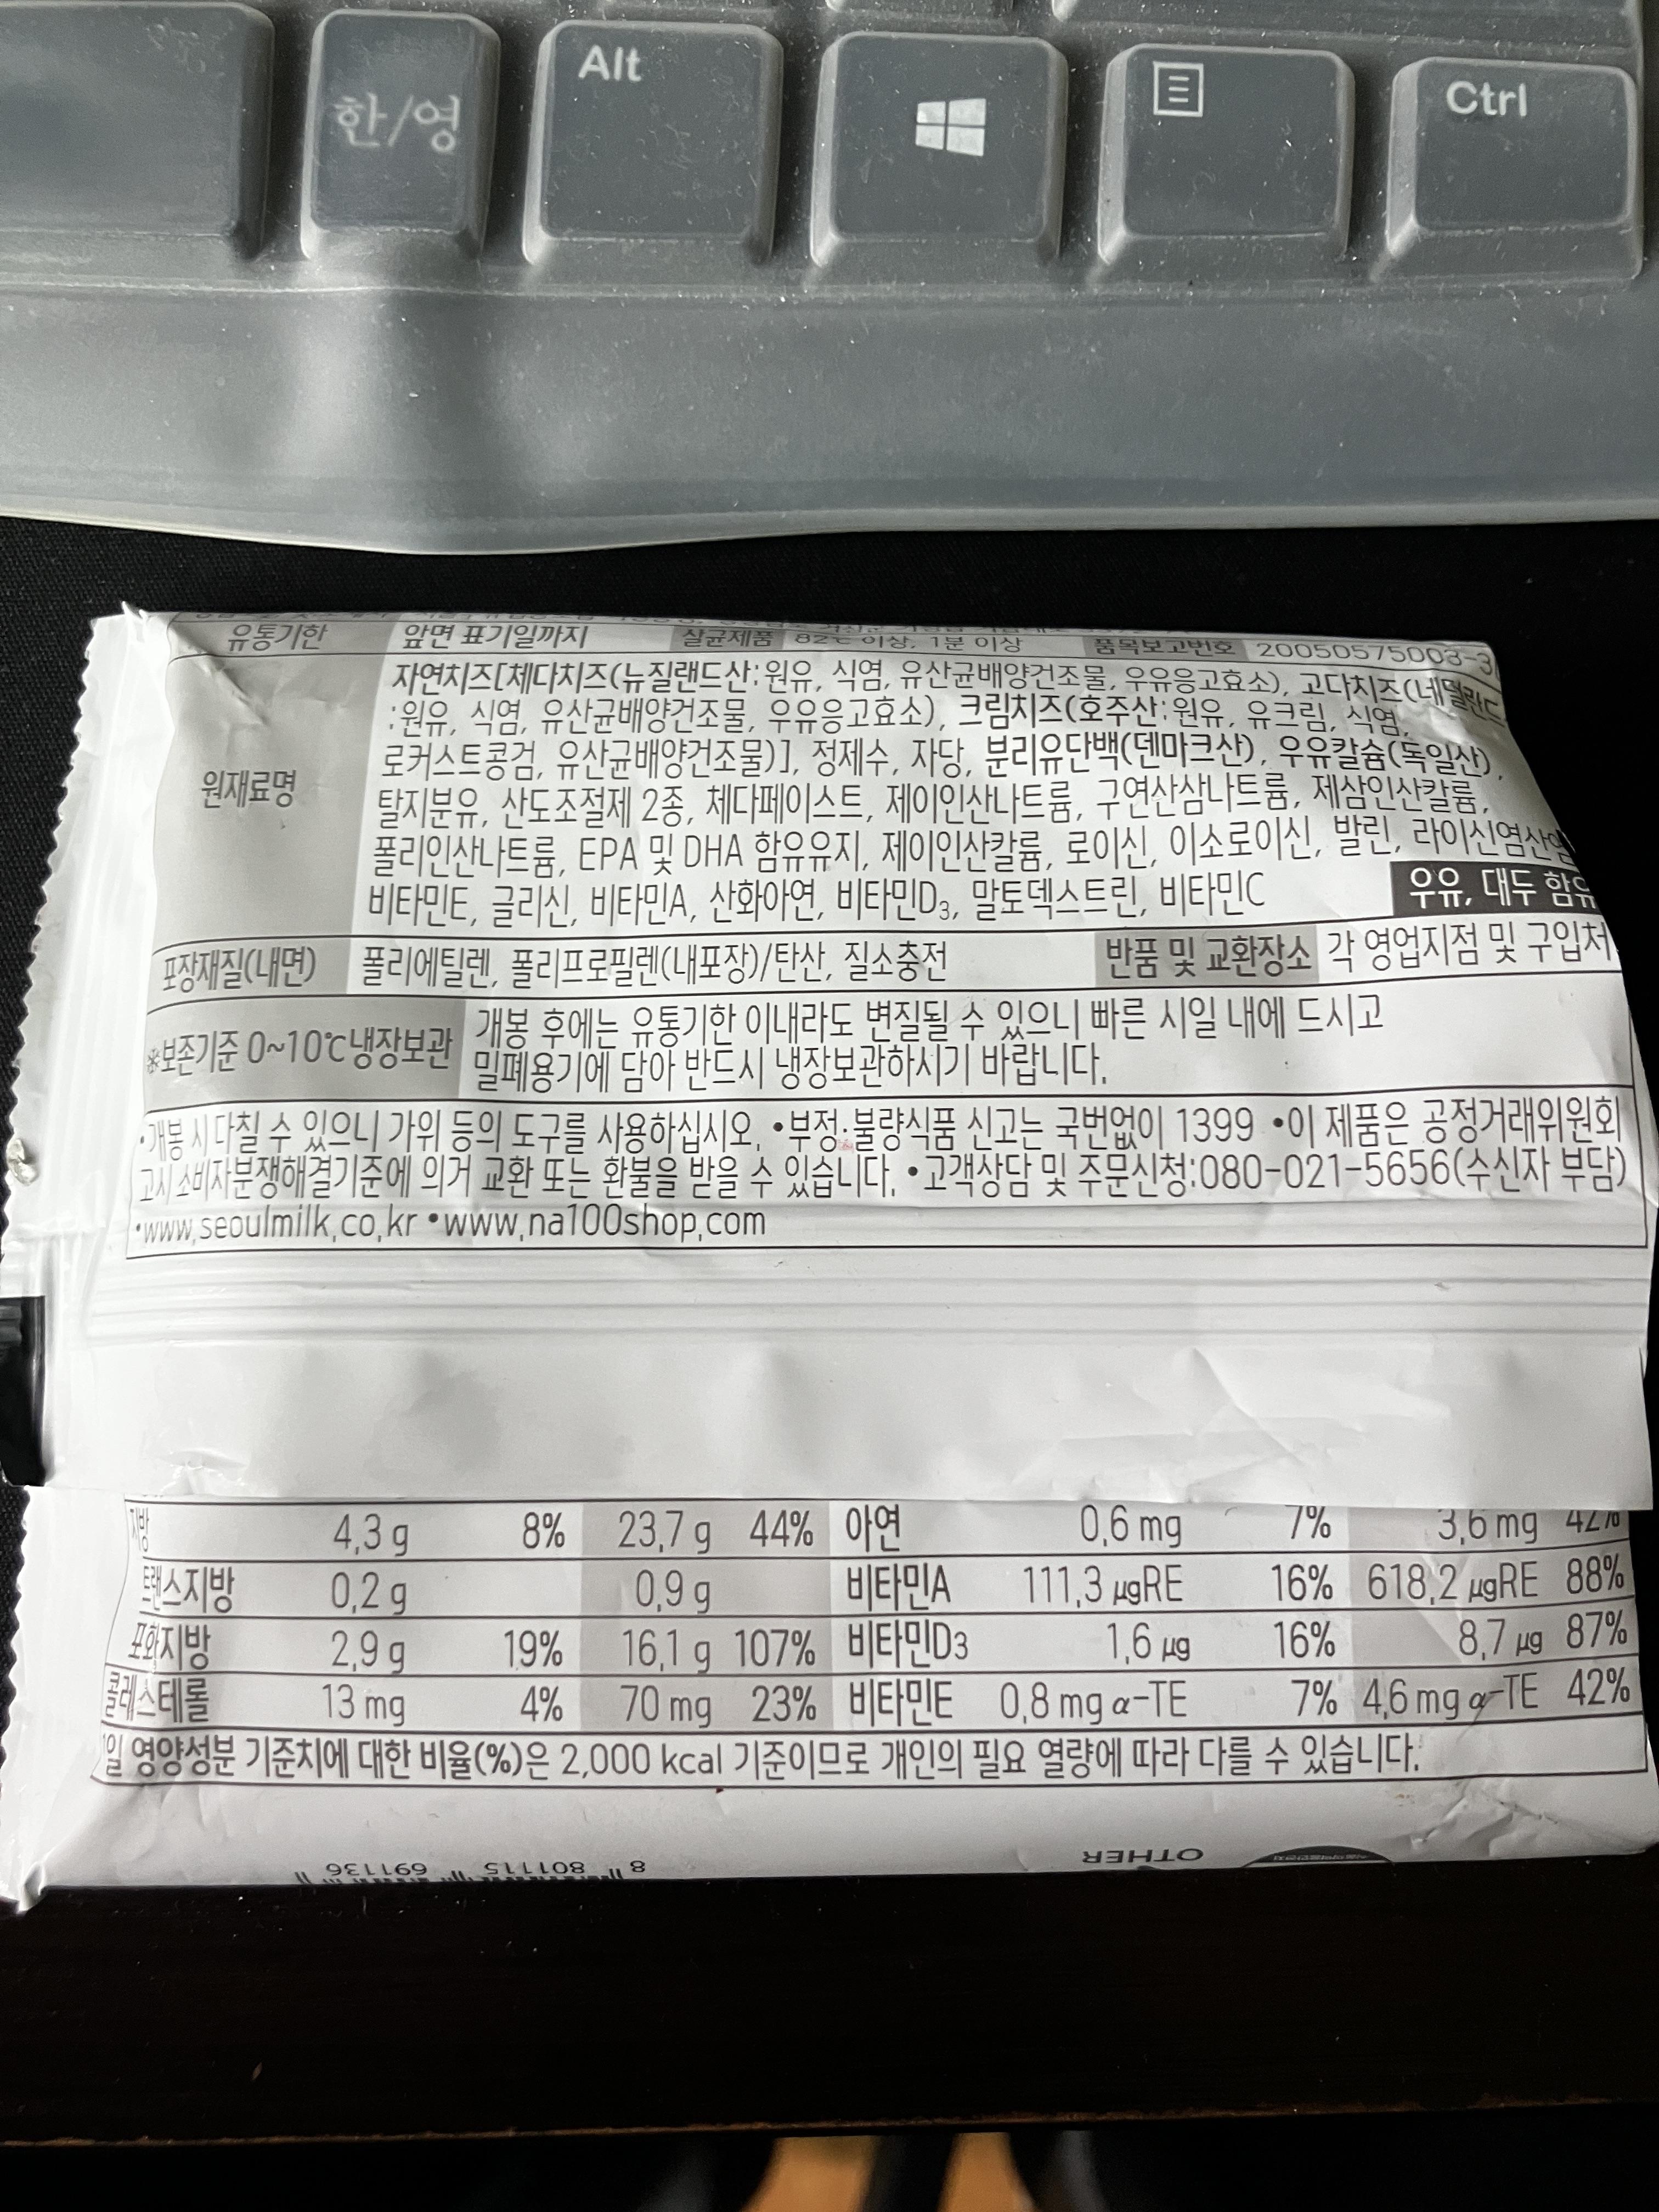 한/영
Alt
Ctrl
유통기한 앞면 표기일까지 살균제품 82℃ 이상, 1분 이상 품목보고번호 20050575003-3
원재료명
자연치즈[체다치즈(뉴질랜드산:원유, 식염, 유산균배양건조물, 우유응고효소), 고다치즈(네덜란드
:원유, 식염, 유산균배양건조물, 우유응고효소), 크림치즈(호주산:원유, 유크림, 식염,
로커스트콩검, 유산균배양건조물)], 정제수, 자당, 분리유단백(덴마크산), 우유칼슘(독일산),
탈지분유, 산도조절제 2종, 체다페이스트, 제이인산나트륨, 구연산삼나트륨, 제삼인산칼륨,
폴리인산나트륨, EPA 및 DHA 함유유지, 제이인산칼륨, 로이신, 이소로이신, 발린, 라이신염산염
비타민E, 글리신, 비타민A, 산화아연, 비타민D3, 말토덱스트린, 비타민C
우유, 대두 함유
포장재질(내면) 폴리에틸렌, 폴리프로필렌(내포장)/탄산, 질소충전 반품 및 교환장소 각 영업지점 및 구입처
※보존기준 0~10℃냉장보관 개봉 후에는 유통기한 이내라도 변질될 수 있으니 빠른 시일 내에 드시고
밀폐용기에 담아 반드시 냉장보관하시기 바랍니다.
•개봉 시 다칠 수 있으니 가위 등의 도구를 사용하십시오. •부정·불량식품 신고는 국번없이 1399 •이 제품은 공정거래위원회
고시 소비자분쟁해결기준에 의거 교환 또는 환불을 받을 수 있습니다. •고객상담 및 주문신청:080-021-5656(수신자 부담)
•www.seoulmilk.co.kr •www.na100shop.com
지방 4.3 g 8% 23.7 g 44% 아연 0.6 mg 7% 3.6 mg 42%
트랜스지방 0.2 g 0.9 g 비타민A 111.3 μgRE 16% 618.2 μgRE 88%
포화지방 2.9 g 19% 16.1 g 107% 비타민D3 1.6 μg 16% 8.7 μg 87%
콜레스테롤 13 mg 4% 70 mg 23% 비타민E 0.8 mg α-TE 7% 4.6 mg α-TE 42%
1일 영양성분 기준치에 대한 비율(%)은 2,000 kcal 기준이므로 개인의 필요 열량에 따라 다를 수 있습니다.
8 801115 691136
OTHER